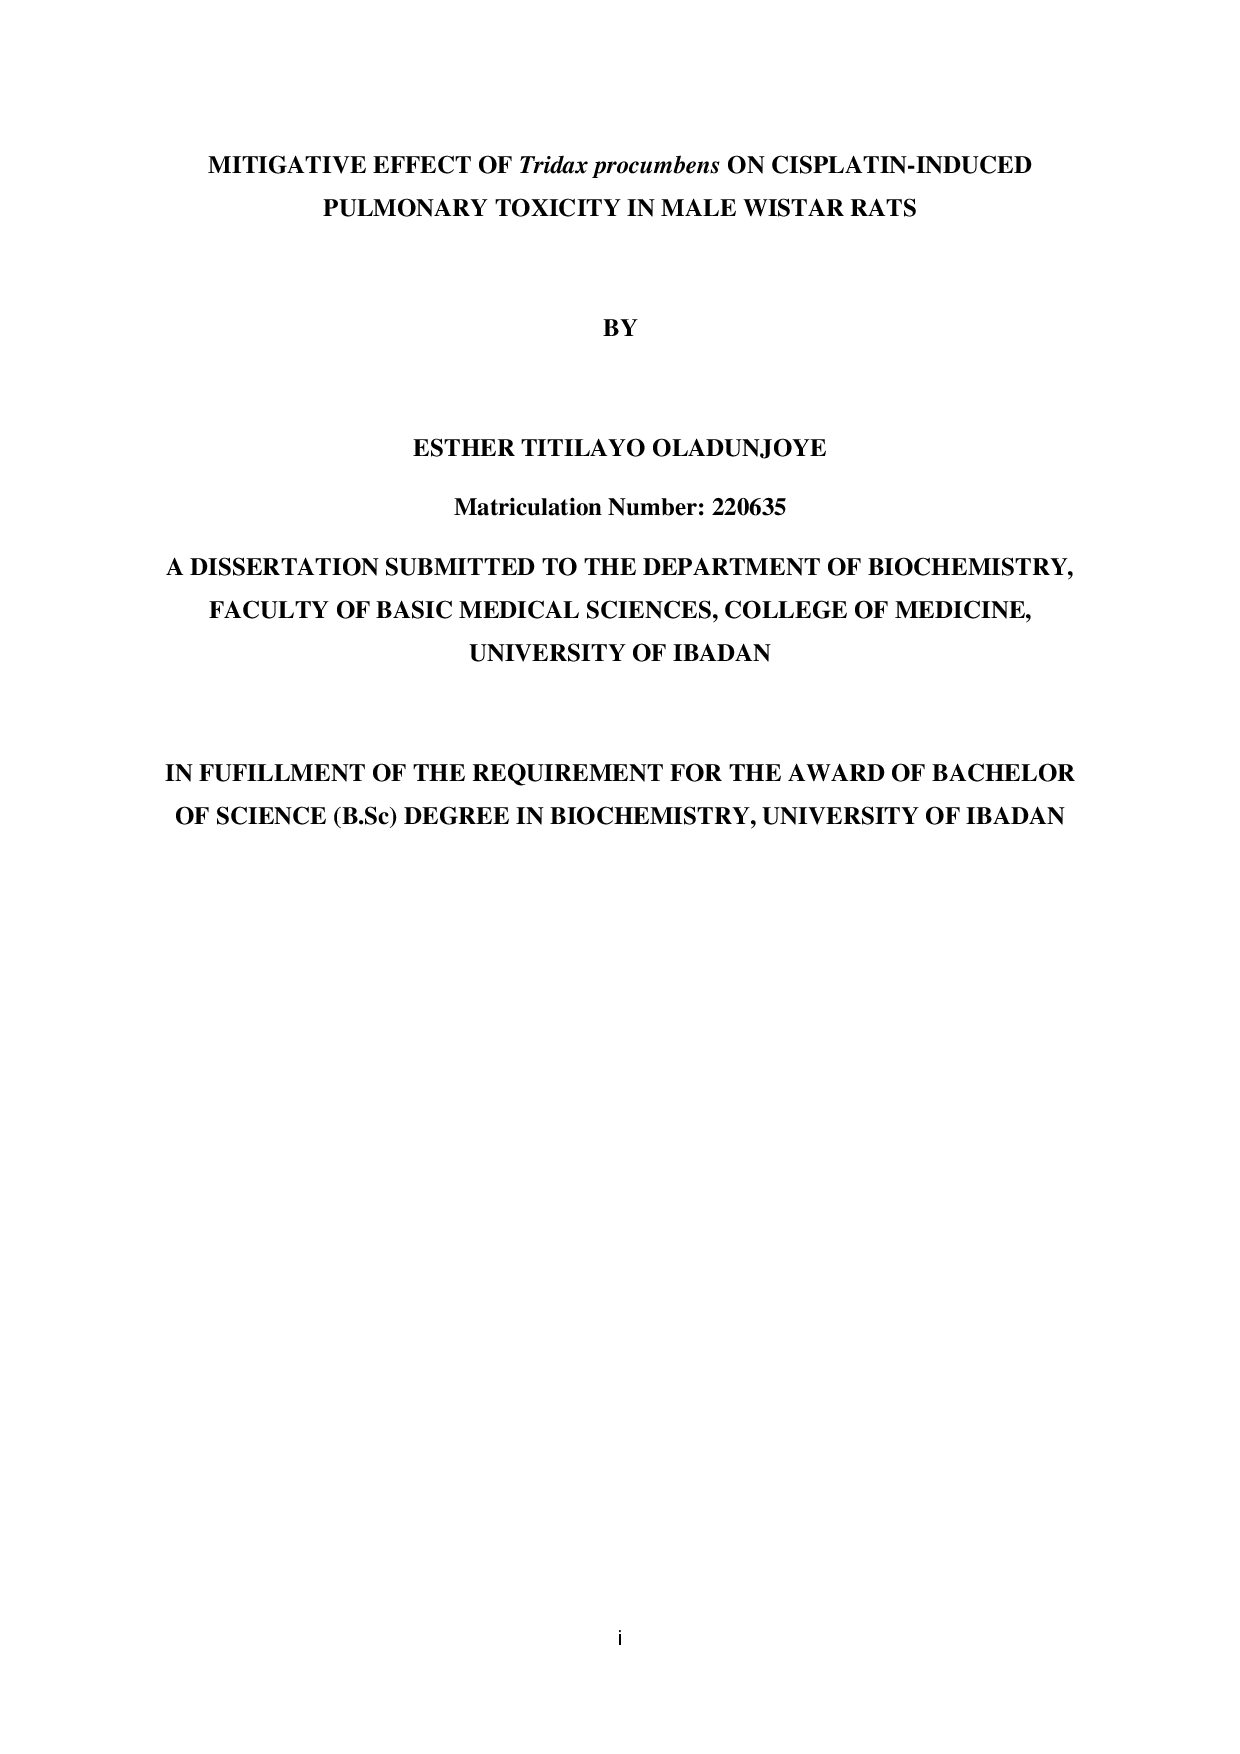 MITIGATIVE EFFECT OF Tridax procumbens ON CISPLATIN-INDUCED
PULMONARY TOXICITY IN MALE WISTAR RATS
BY
ESTHER TITILAYO OLADUNJOYE
Matriculation Number: 220635
A DISSERTATION SUBMITTED TO THE DEPARTMENT OF BIOCHEMISTRY,
FACULTY OF BASIC MEDICAL SCIENCES, COLLEGE OF MEDICINE,
UNIVERSITY OF IBADAN
IN FUFILLMENT OF THE REQUIREMENT FOR THE AWARD OF BACHELOR
OF SCIENCE (B.Sc) DEGREE IN BIOCHEMISTRY, UNIVERSITY OF IBADAN
i